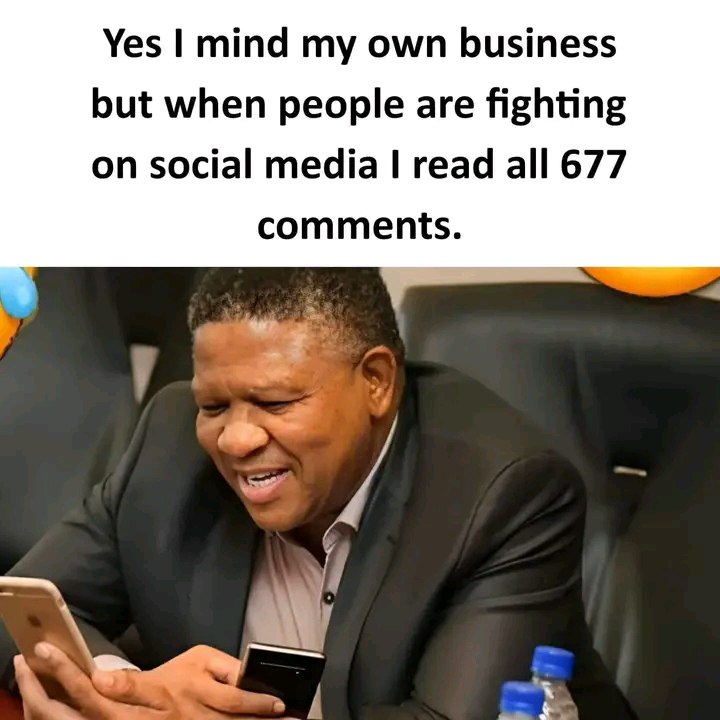 Yes I mind my own business
but when people are fighting
on social media I read all 677
comments.